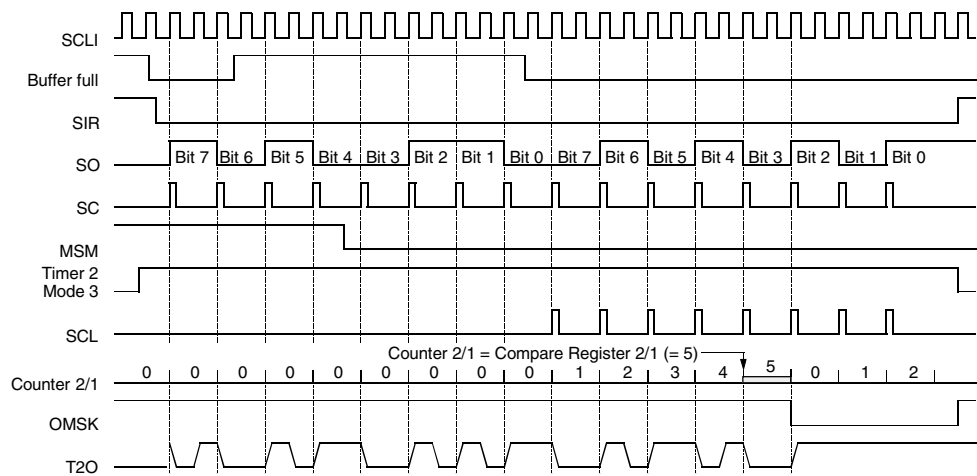 SCLI
Buffer full
SIR
SO Bit 7 Bit 6 Bit 5 Bit 4 Bit 3 Bit 2 Bit 1 Bit 0 Bit 7 Bit 6 Bit 5 Bit 4 Bit 3 Bit 2 Bit 1 Bit 0
SC
MSM
Timer 2
Mode 3
SCL
Counter 2/1 = Compare Register 2/1 (= 5)
Counter 2/1 0 0 0 0 0 0 0 0 1 2 3 4 5 0 1 2
OMSK
T2O